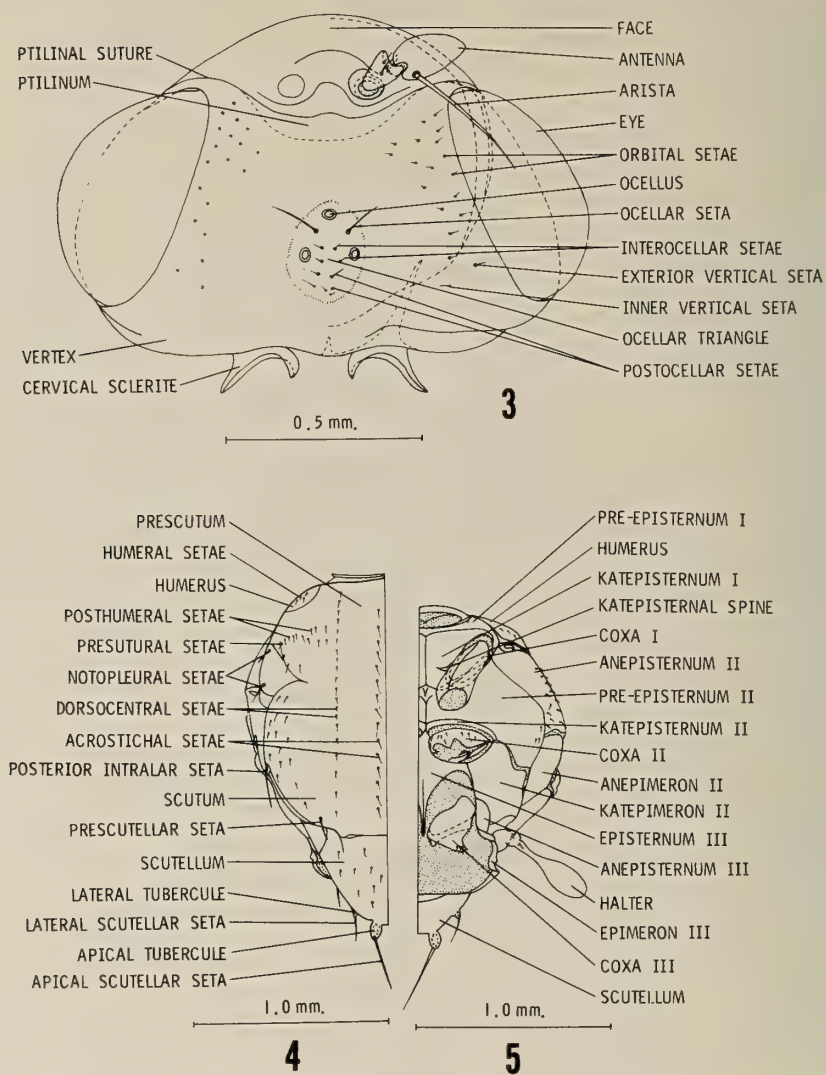 PTILINAL SUTURE
PTILINUM
VERTEX
CERVICAL SCLERITE
FACE
ANTENNA
ARISTA
EYE
ORBITAL SETAE
OCELLUS
OCELLAR SETA
INTEROCELLAR SETAE
EXTERIOR VERTICAL SETA
INNER VERTICAL SETA
OCELLAR TRIANGLE
POSTOCELLAR SETAE
0.5 mm.
3
PRESCUTUM
HUMERAL SETAE
HUMERUS
POSTHUMERAL SETAE
PRESUTURAL SETAE
NOTOPLEURAL SETAE
DORSOCENTRAL SETAE
ACROSTICHAL SETAE
POSTERIOR INTRALAR SETA
SCUTUM
PRESCUTELLAR SETA
SCUTELLUM
LATERAL TUBERCULE
LATERAL SCUTELLAR SETA
APICAL TUBERCULE
APICAL SCUTELLAR SETA
1.0 mm.
4
PRE-EPISTERNUM I
HUMERUS
KATEPISTERNUM I
KATEPISTERNAL SPINE
COXA I
ANEPISTERNUM II
PRE-EPISTERNUM II
KATEPISTERNUM II
COXA II
ANEPIMERON II
KATEPIMERON II
EPISTERNUM III
ANEPISTERNUM III
HALTER
EPIMERON III
COXA III
SCUTELLUM
1.0 mm.
5